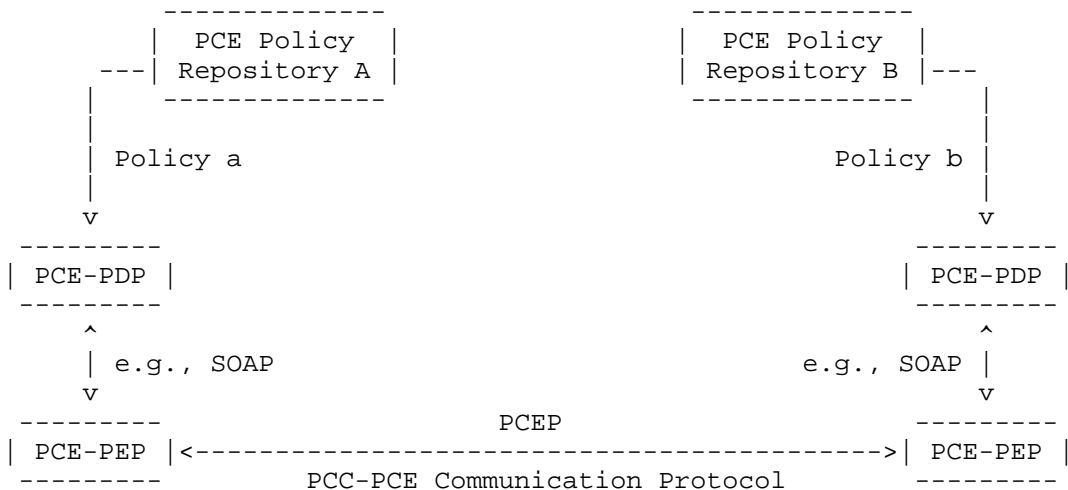 PCE Policy PCE Policy
Repository A Repository B
Policy a Policy b
PCE-PDP PCE-PDP
e.g., SOAP e.g., SOAP
PCEP
PCE-PEP PCE-PEP
PCC-PCE Communication Protocol